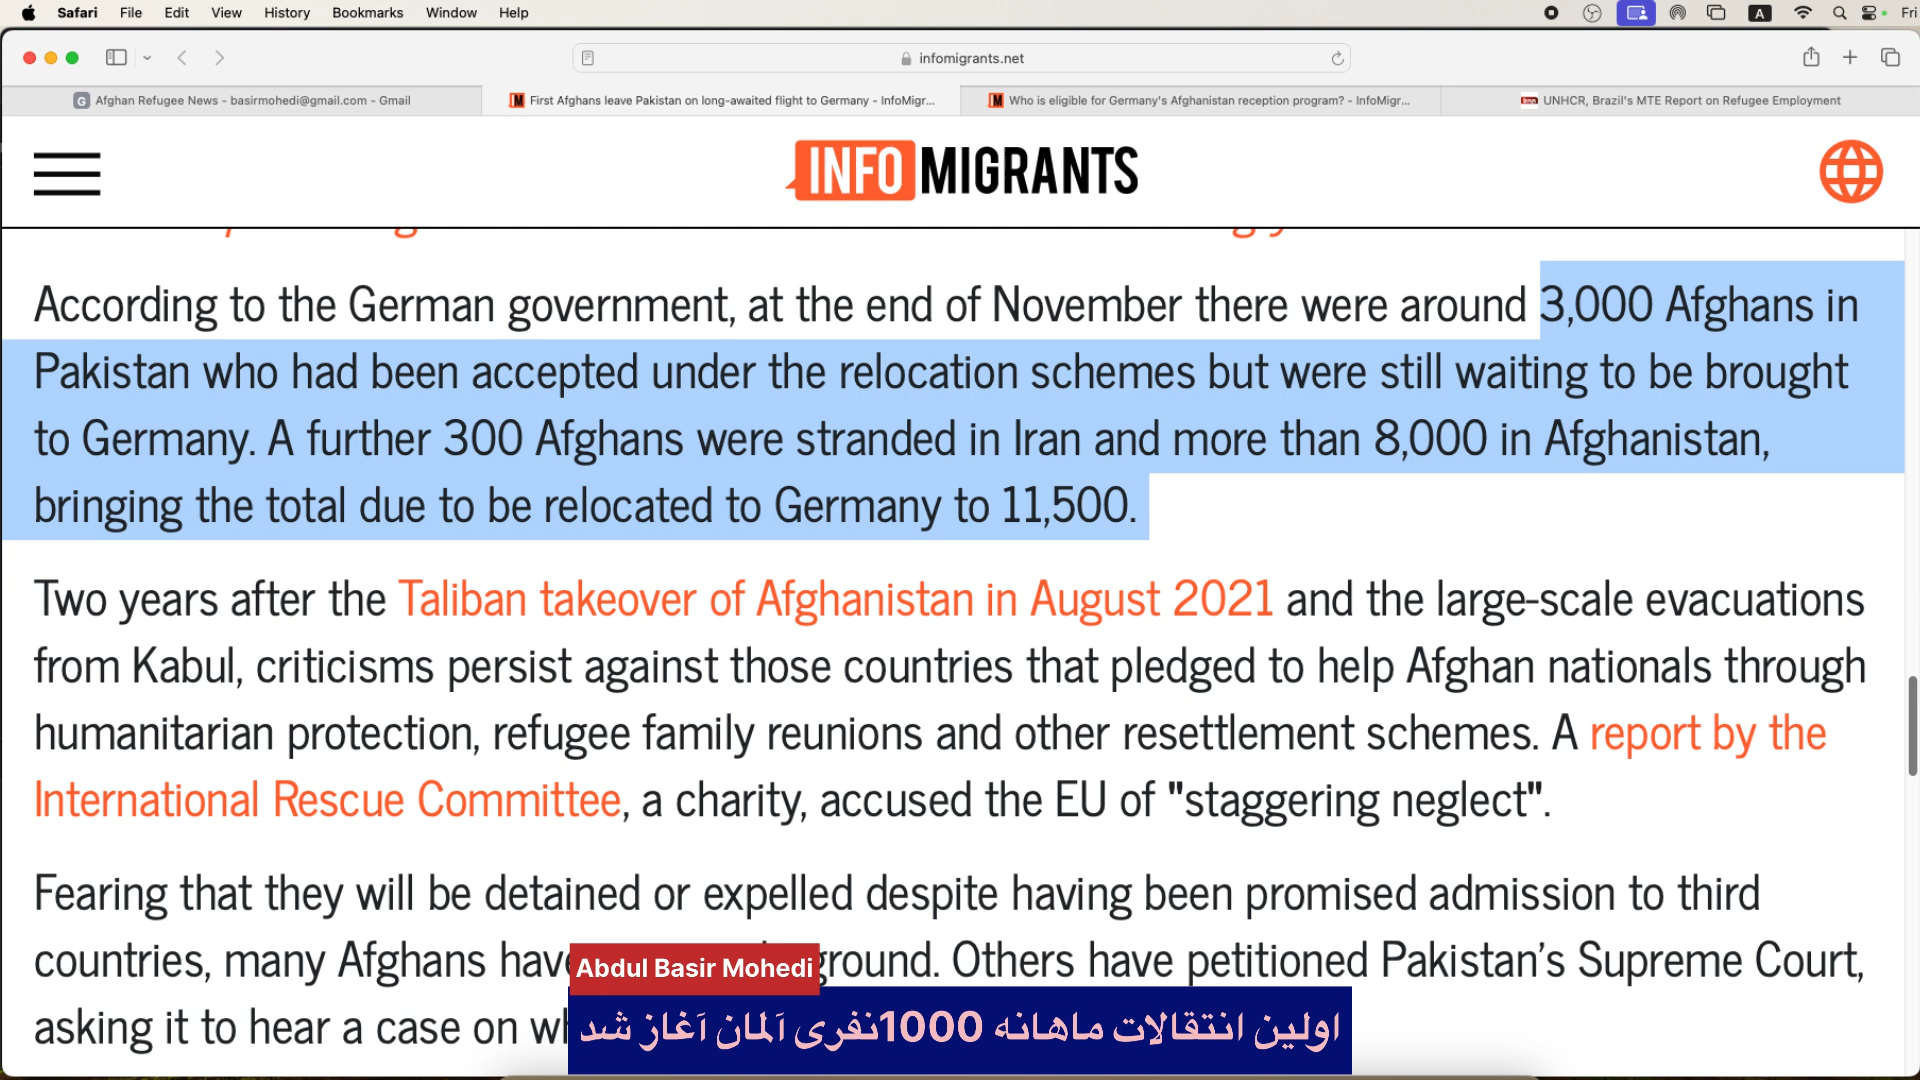 Safari File Edit View History Bookmarks Window Help A Fri
infomigrants.net
G Afghan Refugee News - basirmohedi@gmail.com - Gmail
First Afghans leave Pakistan on long-awaited flight to Germany - InfoMigr...
Who is eligible for Germany's Afghanistan reception program? - InfoMigr...
UNHCR, Brazil's MTE Report on Refugee Employment
INFO MIGRANTS
According to the German government, at the end of November there were around 3,000 Afghans in
Pakistan who had been accepted under the relocation schemes but were still waiting to be brought
to Germany. A further 300 Afghans were stranded in Iran and more than 8,000 in Afghanistan,
bringing the total due to be relocated to Germany to 11,500.
Two years after the Taliban takeover of Afghanistan in August 2021 and the large-scale evacuations
from Kabul, criticisms persist against those countries that pledged to help Afghan nationals through
humanitarian protection, refugee family reunions and other resettlement schemes. A report by the
International Rescue Committee, a charity, accused the EU of "staggering neglect".
Fearing that they will be detained or expelled despite having been promised admission to third
countries, many Afghans have ground. Others have petitioned Pakistan's Supreme Court,
Abdul Basir Mohedi
asking it to hear a case on
اولین انتقالات ماهانه 1000نفری آلمان آغاز شد